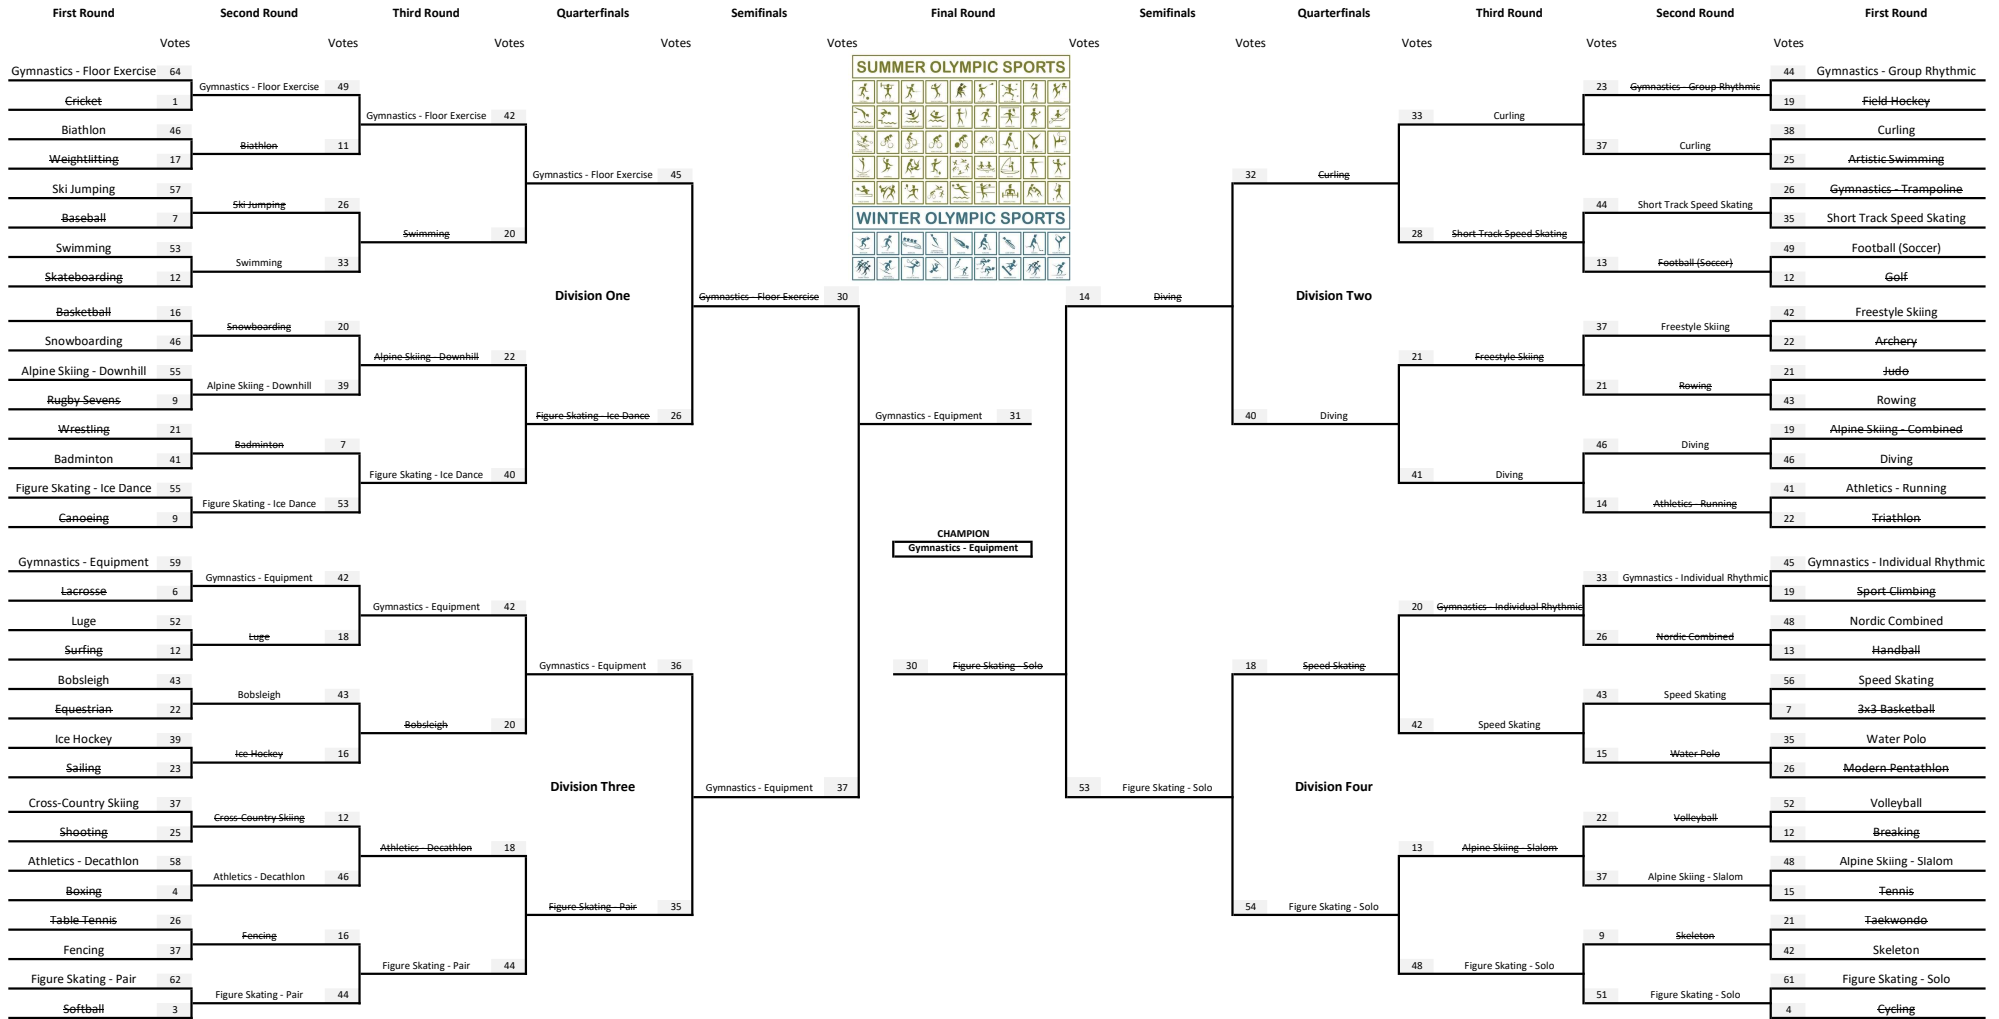 First Round Second Round Third Round Quarterfinals Semifinals Final Round Semifinals Quarterfinals Third Round Second Round First Round
Votes Votes Votes Votes Votes Votes Votes Votes Votes Votes
SUMMER OLYMPIC SPORTS
WINTER OLYMPIC SPORTS
Gymnastics - Floor Exercise 64
Cricket 1
Biathlon 46
Weightlifting 17
Ski Jumping 57
Baseball 7
Swimming 53
Skateboarding 12
Basketball 16
Snowboarding 46
Alpine Skiing - Downhill 55
Rugby Sevens 9
Wrestling 21
Badminton 41
Figure Skating - Ice Dance 55
Canoeing 9
Gymnastics - Equipment 59
Lacrosse 6
Luge 52
Surfing 12
Bobsleigh 43
Equestrian 22
Ice Hockey 39
Sailing 23
Cross-Country Skiing 37
Shooting 25
Athletics - Decathlon 58
Boxing 4
Table Tennis 26
Fencing 37
Figure Skating - Pair 62
Softball 3
Gymnastics - Floor Exercise 49
Biathlon 11
Ski Jumping 26
Swimming 33
Snowboarding 20
Alpine Skiing - Downhill 39
Badminton 7
Figure Skating - Ice Dance 53
Gymnastics - Equipment 42
Luge 18
Bobsleigh 43
Ice Hockey 16
Cross-Country Skiing 12
Athletics - Decathlon 46
Fencing 16
Figure Skating - Pair 44
Gymnastics - Floor Exercise 42
Swimming 20
Alpine Skiing - Downhill 22
Figure Skating - Ice Dance 40
Gymnastics - Equipment 42
Bobsleigh 20
Athletics - Decathlon 18
Figure Skating - Pair 44
Gymnastics - Floor Exercise 45
Division One
Figure Skating - Ice Dance 26
Gymnastics - Equipment 36
Division Three
Figure Skating - Pair 35
Gymnastics - Floor Exercise 30
Gymnastics - Equipment 37
Gymnastics - Equipment 31
CHAMPION
Gymnastics - Equipment
30 Figure Skating - Solo
14 Diving
53 Figure Skating - Solo
32 Curling
Division Two
40 Diving
18 Speed Skating
Division Four
54 Figure Skating - Solo
33 Curling
28 Short Track Speed Skating
21 Freestyle Skiing
41 Diving
20 Gymnastics - Individual Rhythmic
42 Speed Skating
13 Alpine Skiing - Slalom
48 Figure Skating - Solo
23 Gymnastics - Group Rhythmic
37 Curling
44 Short Track Speed Skating
13 Football (Soccer)
37 Freestyle Skiing
21 Rowing
46 Diving
14 Athletics - Running
33 Gymnastics - Individual Rhythmic
26 Nordic Combined
43 Speed Skating
15 Water Polo
22 Volleyball
37 Alpine Skiing - Slalom
9 Skeleton
51 Figure Skating - Solo
44 Gymnastics - Group Rhythmic
19 Field Hockey
38 Curling
25 Artistic Swimming
26 Gymnastics - Trampoline
35 Short Track Speed Skating
49 Football (Soccer)
12 Golf
42 Freestyle Skiing
22 Archery
21 Judo
43 Rowing
19 Alpine Skiing - Combined
46 Diving
41 Athletics - Running
22 Triathlon
45 Gymnastics - Individual Rhythmic
19 Sport Climbing
48 Nordic Combined
13 Handball
56 Speed Skating
7 3x3 Basketball
35 Water Polo
26 Modern Pentathlon
52 Volleyball
12 Breaking
48 Alpine Skiing - Slalom
15 Tennis
21 Taekwondo
42 Skeleton
61 Figure Skating - Solo
4 Cycling